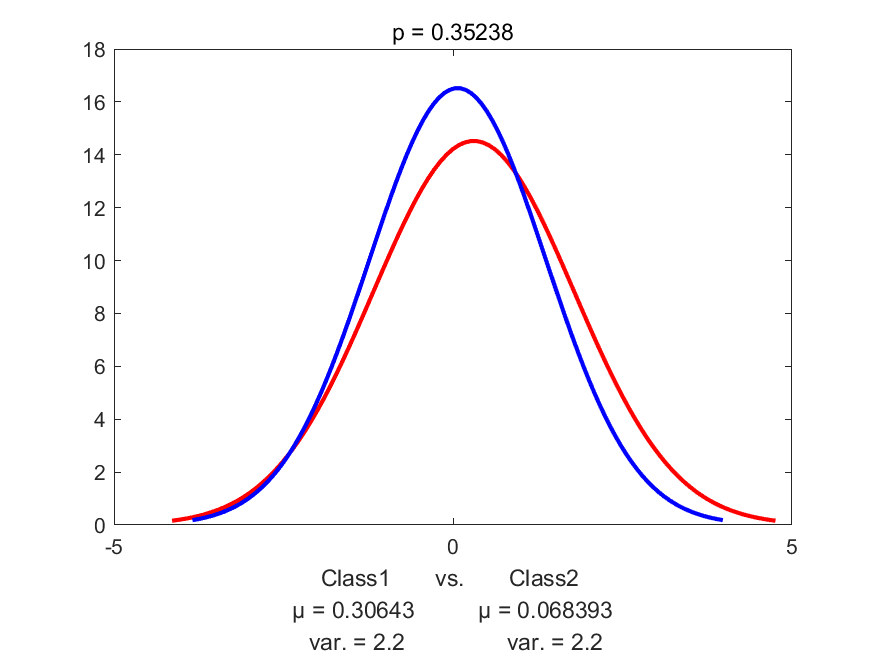 p = 0.35238
18
16
14
12
10
8
6
4
2
0
-5 0 5
Class1 vs. Class2
μ = 0.30643 μ = 0.068393
var. = 2.2 var. = 2.2